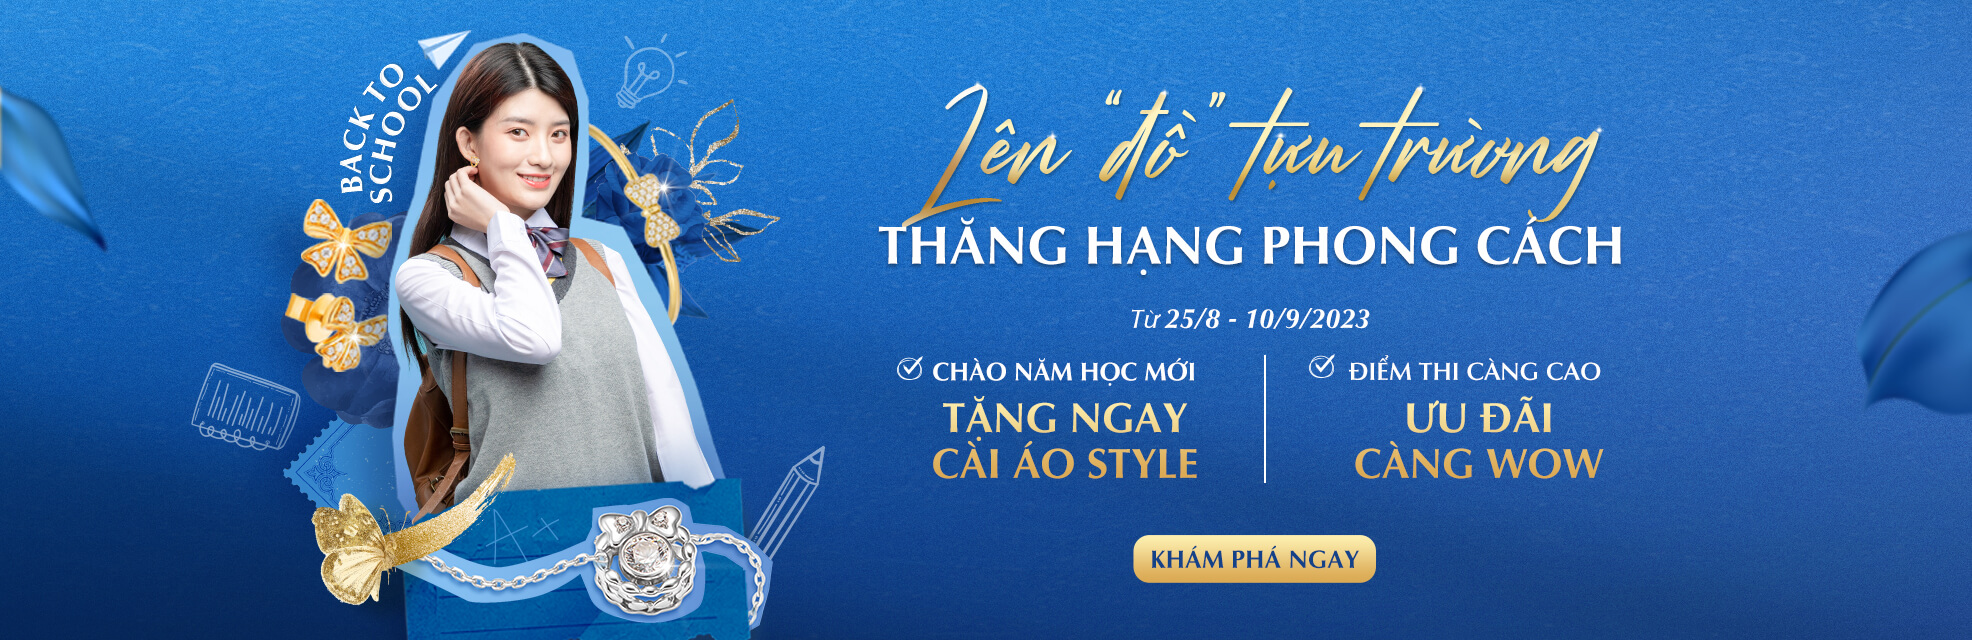 BACK TO
SCHOOL
Lên “đồ” tựu trường
THĂNG HẠNG PHONG CÁCH
Từ 25/8 - 10/9/2023
CHÀO NĂM HỌC MỚI
TẶNG NGAY
CÀI ÁO STYLE
ĐIỂM THI CÀNG CAO
ƯU ĐÃI
CÀNG WOW
KHÁM PHÁ NGAY
A+